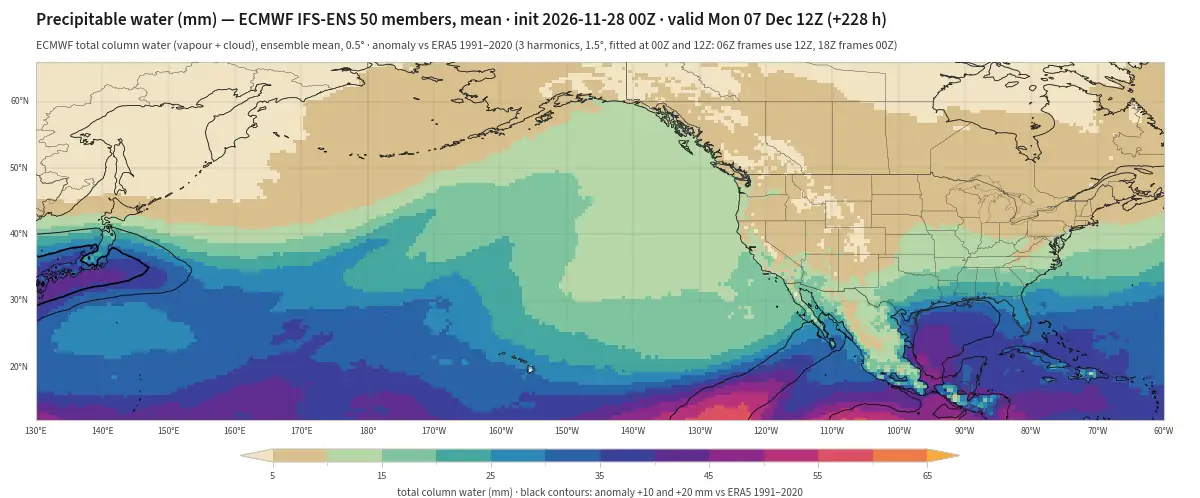 Precipitable water (mm) — ECMWF IFS-ENS 50 members, mean · init 2026-11-28 00Z · valid Mon 07 Dec 12Z (+228 h)
ECMWF total column water (vapour + cloud), ensemble mean, 0.5° · anomaly vs ERA5 1991–2020 (3 harmonics, 1.5°, fitted at 00Z and 12Z: 06Z frames use 12Z, 18Z frames 00Z)
60°N
50°N
40°N
30°N
20°N
130°E 140°E 150°E 160°E 170°E 180° 170°W 160°W 150°W 140°W 130°W 120°W 110°W 100°W 90°W 80°W 70°W 60°W
5 15 25 35 45 55 65
total column water (mm) · black contours: anomaly +10 and +20 mm vs ERA5 1991–2020